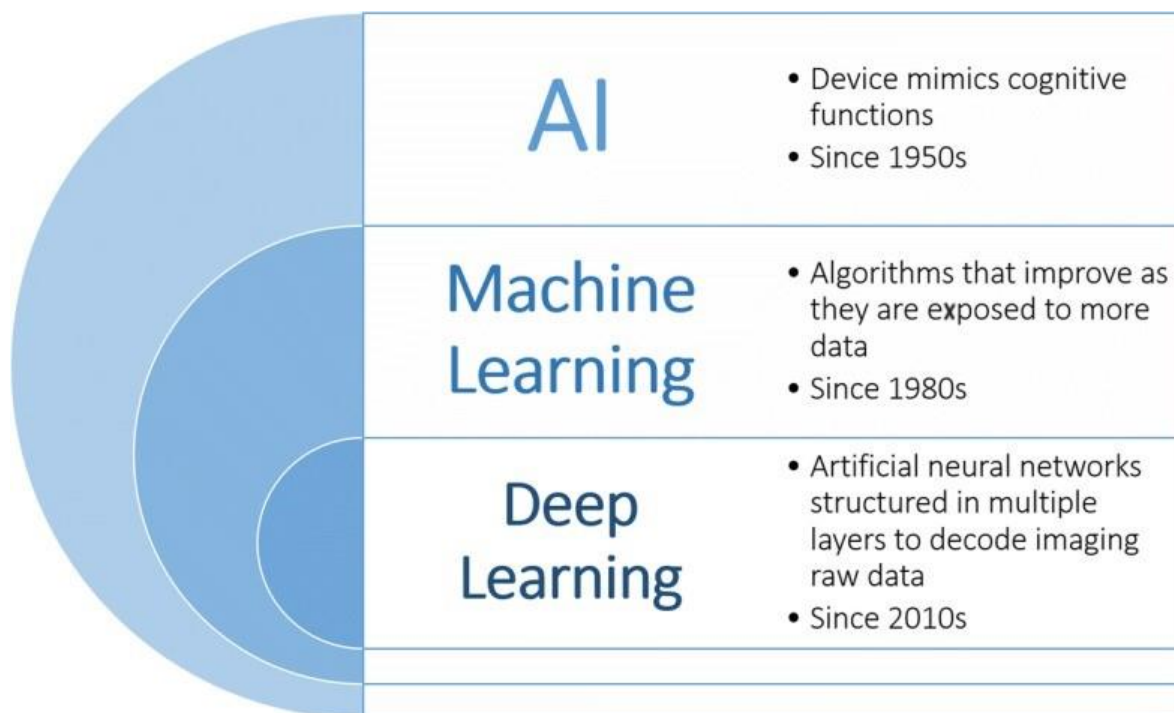 AI
• Device mimics cognitive
functions
• Since 1950s
Machine
Learning
• Algorithms that improve as
they are exposed to more
data
• Since 1980s
Deep
Learning
• Artificial neural networks
structured in multiple
layers to decode imaging
raw data
• Since 2010s